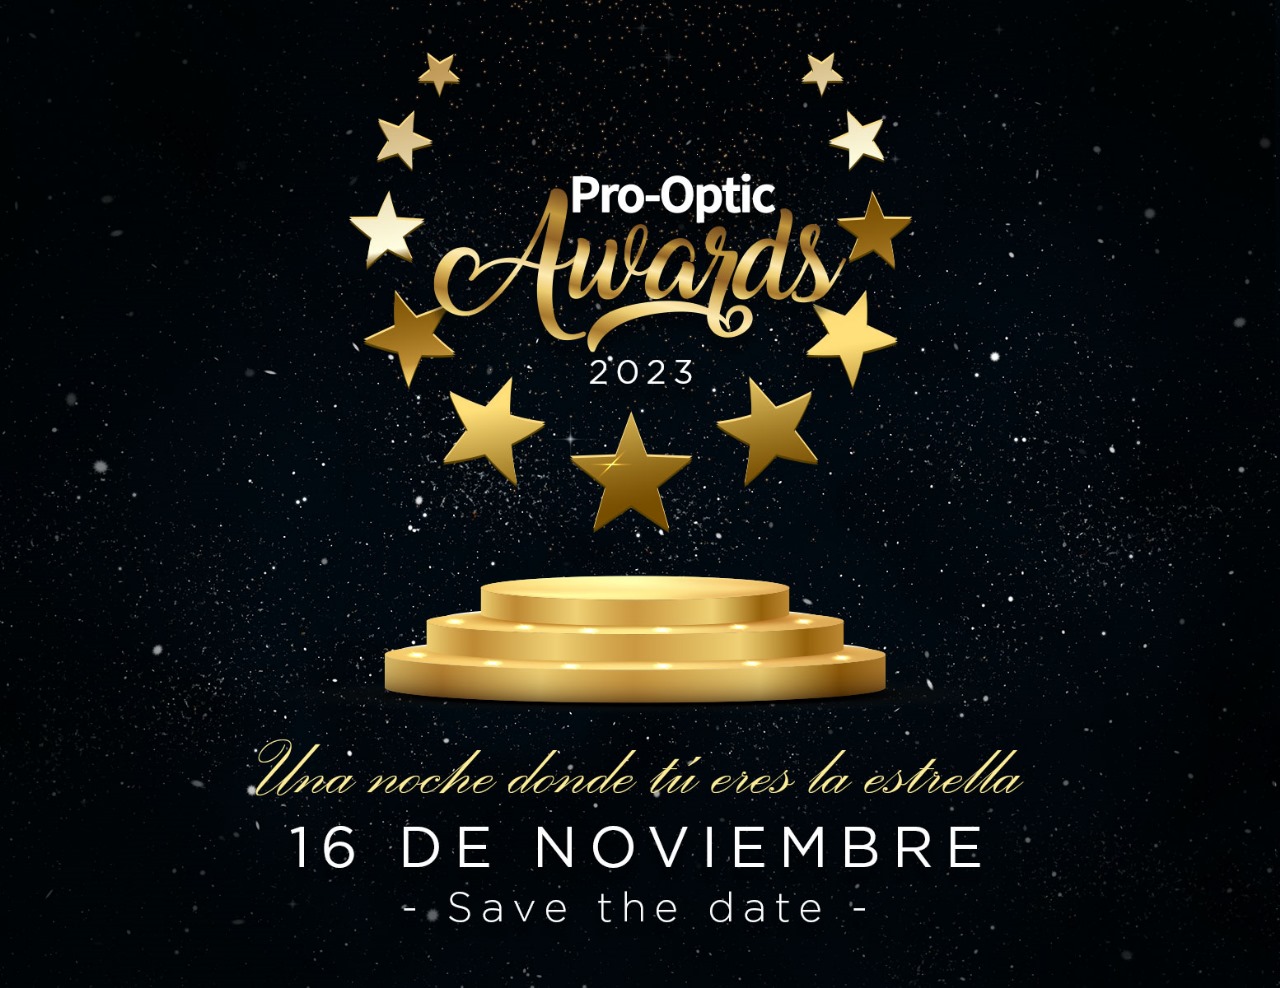 Pro-Optic
Awards
2023
Una noche donde tú eres la estrella
16 DE NOVIEMBRE
- Save the date -